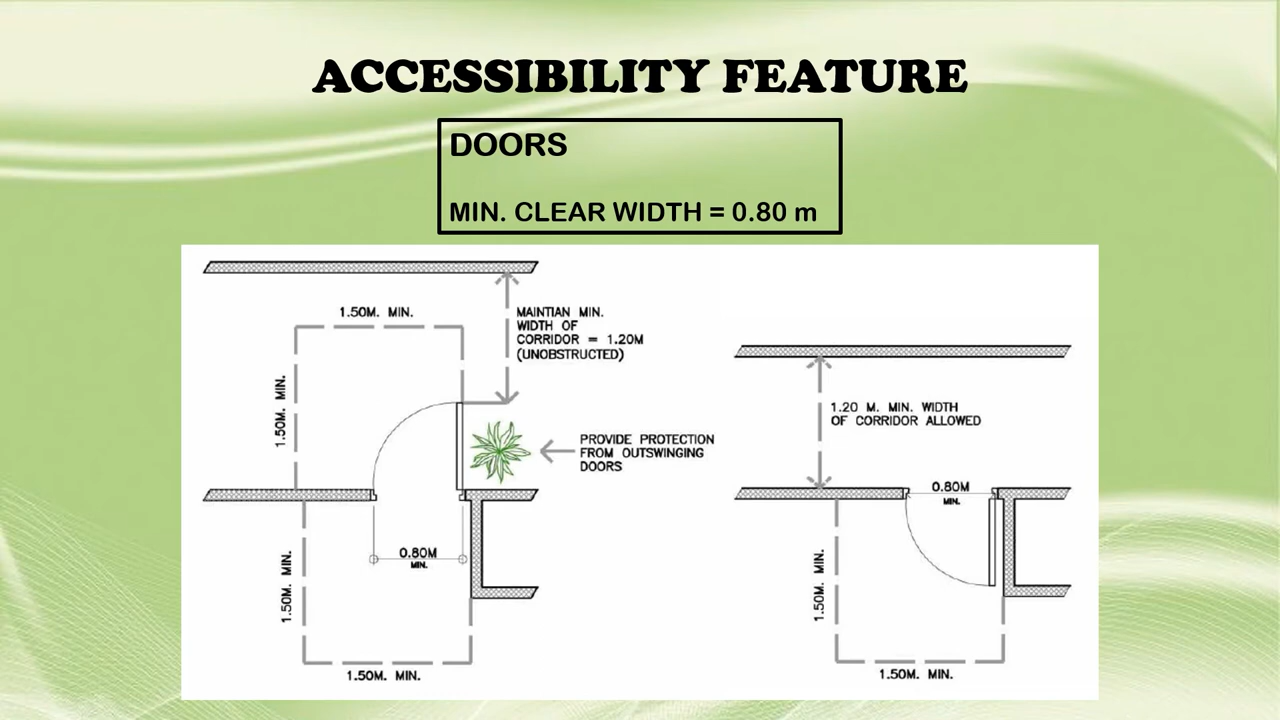 ACCESSIBILITY FEATURE
DOORS
MIN. CLEAR WIDTH = 0.80 m
1.50M. MIN.
1.50M. MIN.
MAINTIAN MIN.
WIDTH OF
CORRIDOR = 1.20M
(UNOBSTRUCTED)
PROVIDE PROTECTION
FROM OUTSWINGING
DOORS
0.80M
MIN.
1.50M. MIN.
1.50M. MIN.
1.20 M. MIN. WIDTH
OF CORRIDOR ALLOWED
0.80M
MIN.
1.50M. MIN.
1.50M. MIN.